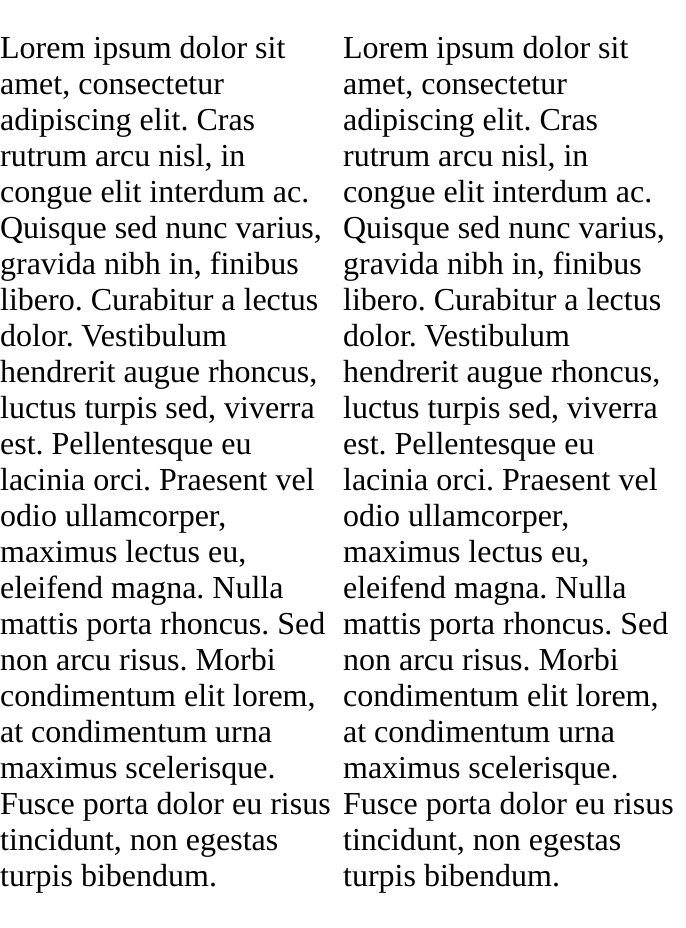 Lorem ipsum dolor sit
amet, consectetur
adipiscing elit. Cras
rutrum arcu nisl, in
congue elit interdum ac.
Quisque sed nunc varius,
gravida nibh in, finibus
libero. Curabitur a lectus
dolor. Vestibulum
hendrerit augue rhoncus,
luctus turpis sed, viverra
est. Pellentesque eu
lacinia orci. Praesent vel
odio ullamcorper,
maximus lectus eu,
eleifend magna. Nulla
mattis porta rhoncus. Sed
non arcu risus. Morbi
condimentum elit lorem,
at condimentum urna
maximus scelerisque.
Fusce porta dolor eu risus
tincidunt, non egestas
turpis bibendum.
Lorem ipsum dolor sit
amet, consectetur
adipiscing elit. Cras
rutrum arcu nisl, in
congue elit interdum ac.
Quisque sed nunc varius,
gravida nibh in, finibus
libero. Curabitur a lectus
dolor. Vestibulum
hendrerit augue rhoncus,
luctus turpis sed, viverra
est. Pellentesque eu
lacinia orci. Praesent vel
odio ullamcorper,
maximus lectus eu,
eleifend magna. Nulla
mattis porta rhoncus. Sed
non arcu risus. Morbi
condimentum elit lorem,
at condimentum urna
maximus scelerisque.
Fusce porta dolor eu risus
tincidunt, non egestas
turpis bibendum.